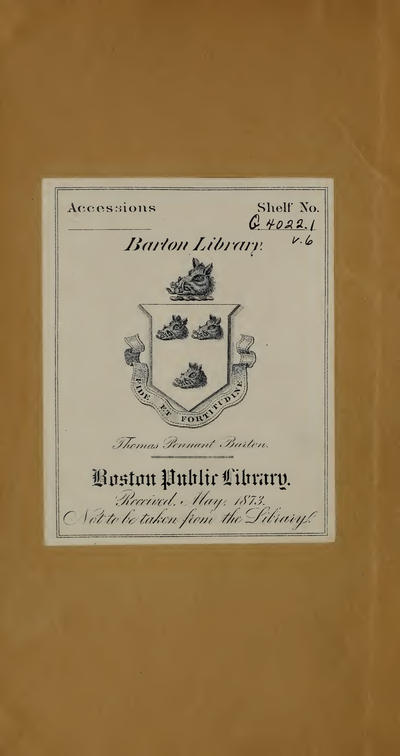 Accessions
Shelf No.
G.4022.1
v.6
Barton Library.
FIDE ET FORTITUDINE
Thomas Pennant Barton.
Boston Public Library.
Received, May, 1873.
Not to be taken from the Library!